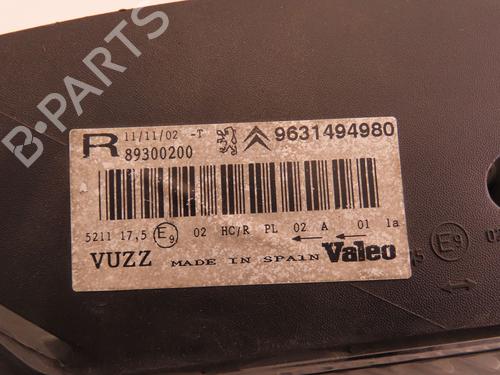 R 11/11/02 -T 9631494980
89300200
5211 17,5 E9 02 HC/R PL 02 A 01 1a
VUZZ MADE IN SPAIN Valeo
E9